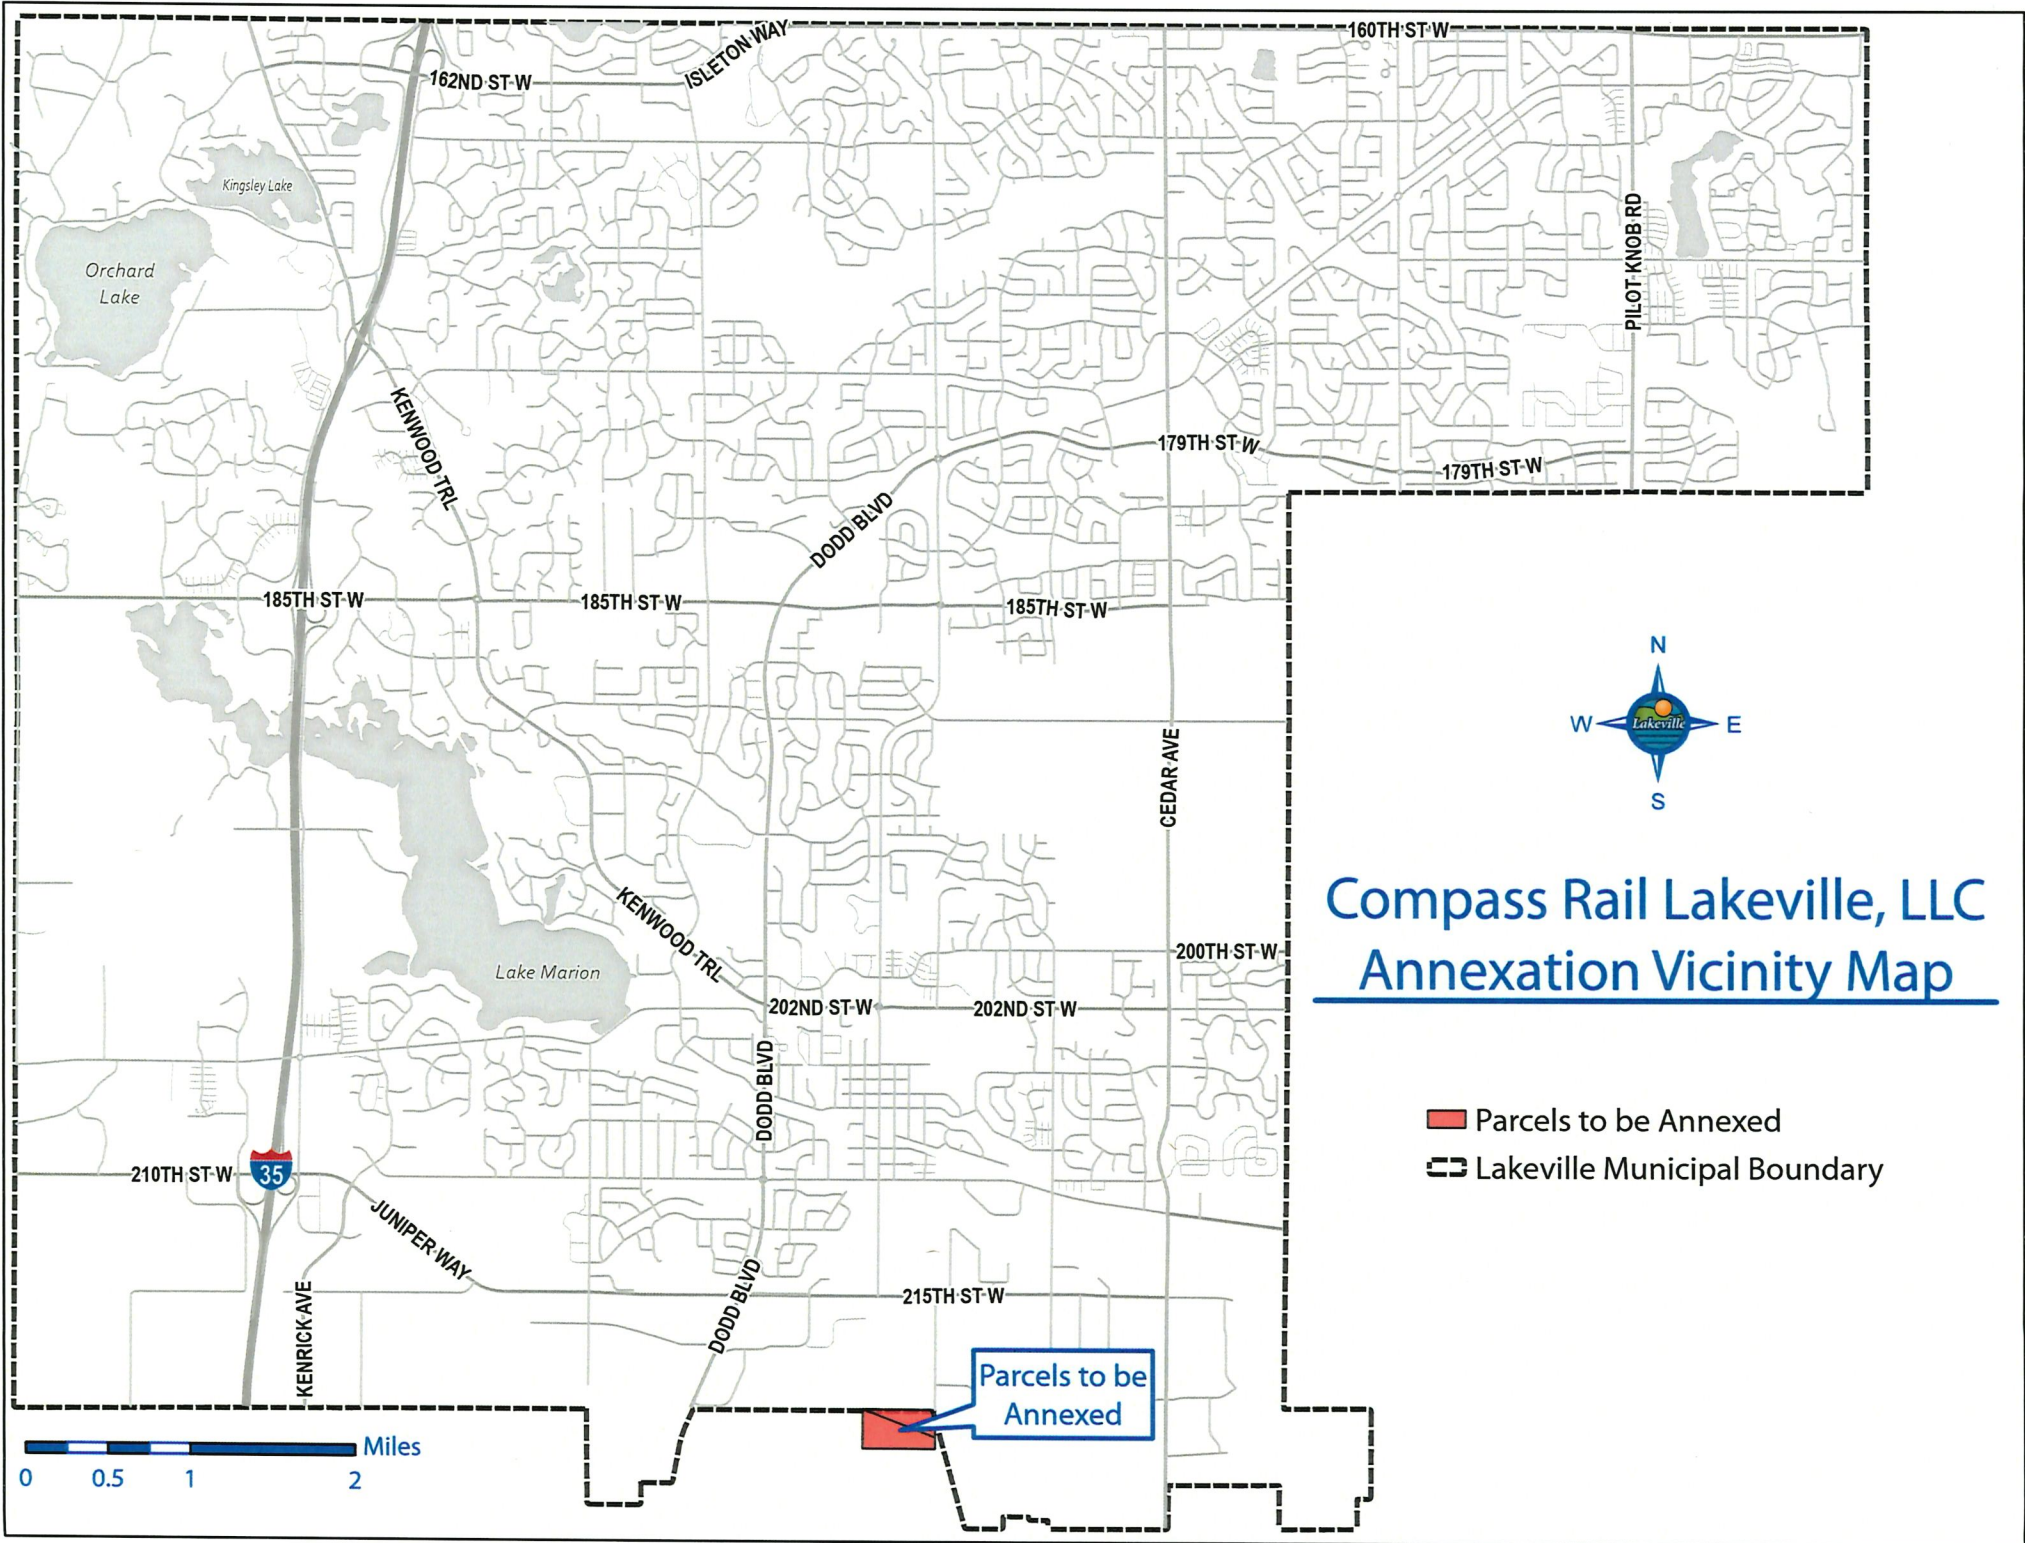 160TH ST W
ISLETON WAY
162ND ST W
Kingsley Lake
Orchard
Lake
PILOT KNOB RD
KENWOOD TRL
179TH ST W
179TH ST W
DODD BLVD
185TH ST W
185TH ST W
185TH ST W
N
W
Lakeville
E
S
CEDAR AVE
Compass Rail Lakeville, LLC
Annexation Vicinity Map
KENWOOD TRL
200TH ST W
Lake Marion
202ND ST W
202ND ST W
DODD BLVD
Parcels to be Annexed
Lakeville Municipal Boundary
210TH ST W
35
JUNIPER WAY
KENRICK AVE
DODD BLVD
215TH ST W
Parcels to be
Annexed
Miles
0 0.5 1 2